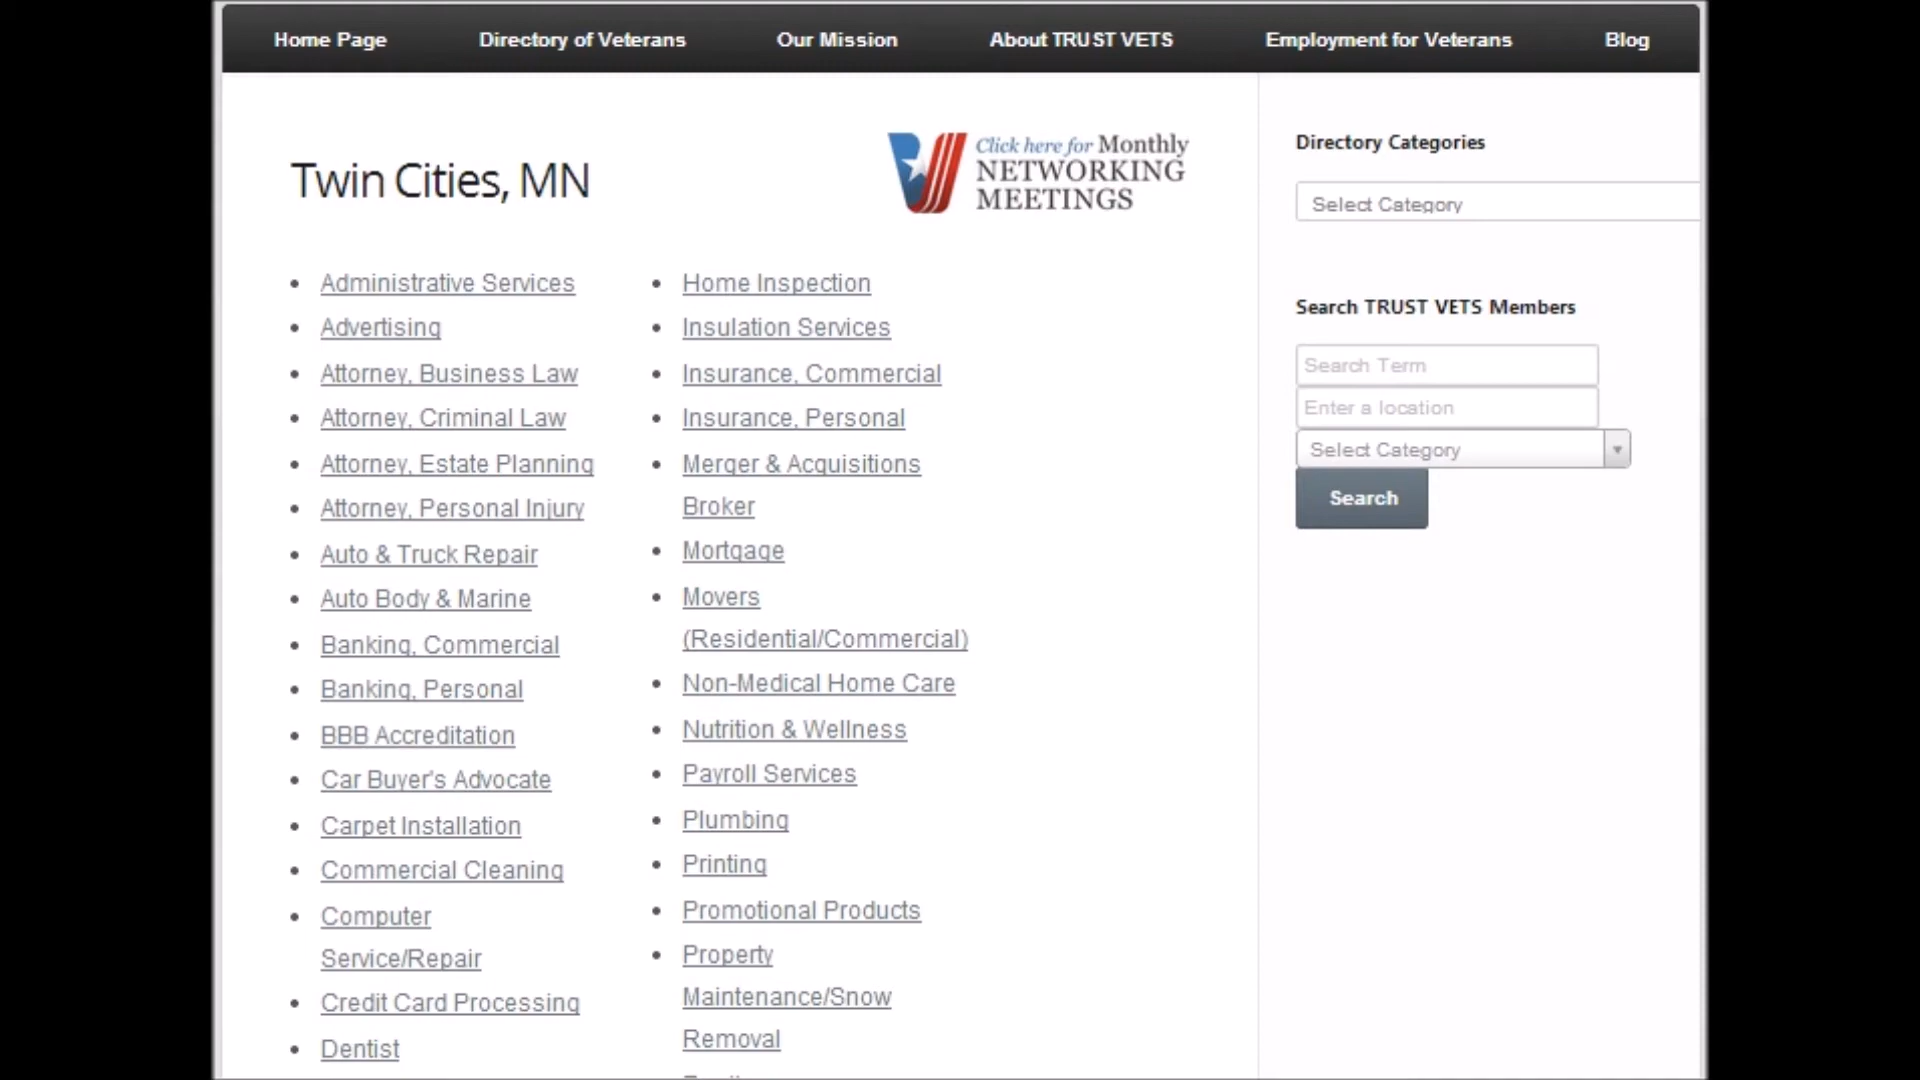 Home Page
Directory of Veterans
Our Mission
About TRUST VETS
Employment for Veterans
Blog
Twin Cities, MN
Click here for Monthly
NETWORKING
MEETINGS
Administrative Services
Advertising
Attorney, Business Law
Attorney, Criminal Law
Attorney, Estate Planning
Attorney, Personal Injury
Auto & Truck Repair
Auto Body & Marine
Banking, Commercial
Banking, Personal
BBB Accreditation
Car Buyer's Advocate
Carpet Installation
Commercial Cleaning
Computer
Service/Repair
Credit Card Processing
Dentist
Home Inspection
Insulation Services
Insurance, Commercial
Insurance, Personal
Merger & Acquisitions
Broker
Mortgage
Movers
(Residential/Commercial)
Non-Medical Home Care
Nutrition & Wellness
Payroll Services
Plumbing
Printing
Promotional Products
Property
Maintenance/Snow
Removal
Directory Categories
Select Category
Search TRUST VETS Members
Search Term
Enter a location
Select Category
Search